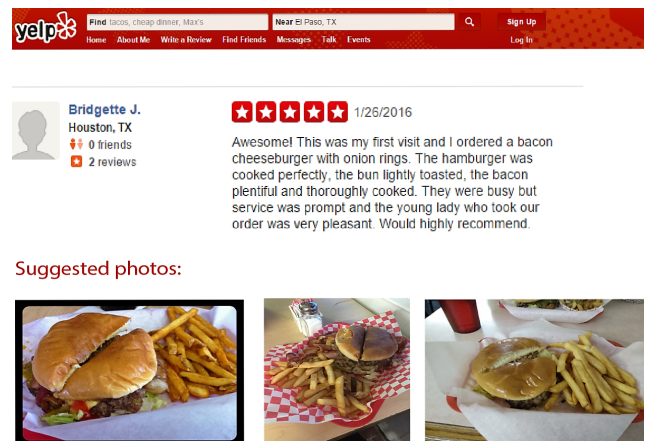 yelp
Find tacos, cheap dinner, Max's
Near El Paso, TX
Sign Up
Home About Me Write a Review Find Friends Messages Talk Events Log In
Bridgette J.
Houston, TX
0 friends
2 reviews
1/26/2016
Awesome! This was my first visit and I ordered a bacon
cheeseburger with onion rings. The hamburger was
cooked perfectly, the bun lightly toasted, the bacon
plentiful and thoroughly cooked. They were busy but
service was prompt and the young lady who took our
order was very pleasant. Would highly recommend.
Suggested photos: